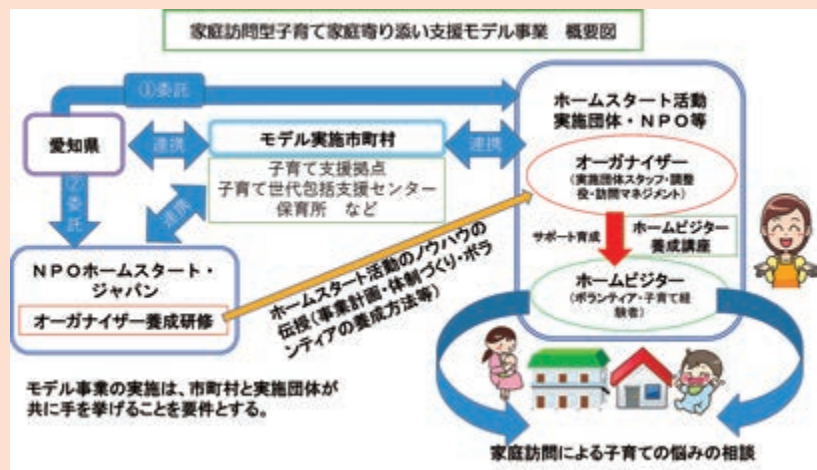 家庭訪問型子育て家庭寄り添い支援モデル事業　概要図
①委託
愛知県
連携
モデル実施市町村
連携
子育て支援拠点
子育て世代包括支援センター
保育所　など
②委託
連携
ホームスタート活動
実施団体・NPO等
オーガナイザー
(実施団体スタッフ・調整
役・訪問マネジメント)
サポート育成
ホームビジター
養成講座
ホームビジター
(ボランティア・子育て経
験者)
NPOホームスタート・
ジャパン
オーガナイザー養成研修
ホームスタート活動のノウハウの
伝授(事業計画・体制づくり・ボラ
ンティアの養成方法等)
モデル事業の実施は、市町村と実施団体が
共に手を挙げることを要件とする。
家庭訪問による子育ての悩みの相談